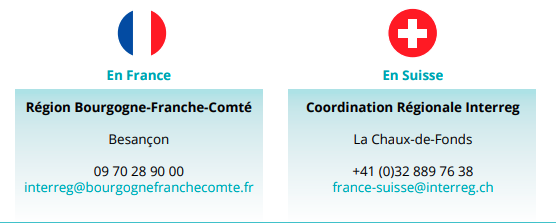 En France
Région Bourgogne-Franche-Comté
Besançon
09 70 28 90 00
interreg@bourgognefranchecomte.fr
En Suisse
Coordination Régionale Interreg
La Chaux-de-Fonds
+41 (0)32 889 76 38
france-suisse@interreg.ch